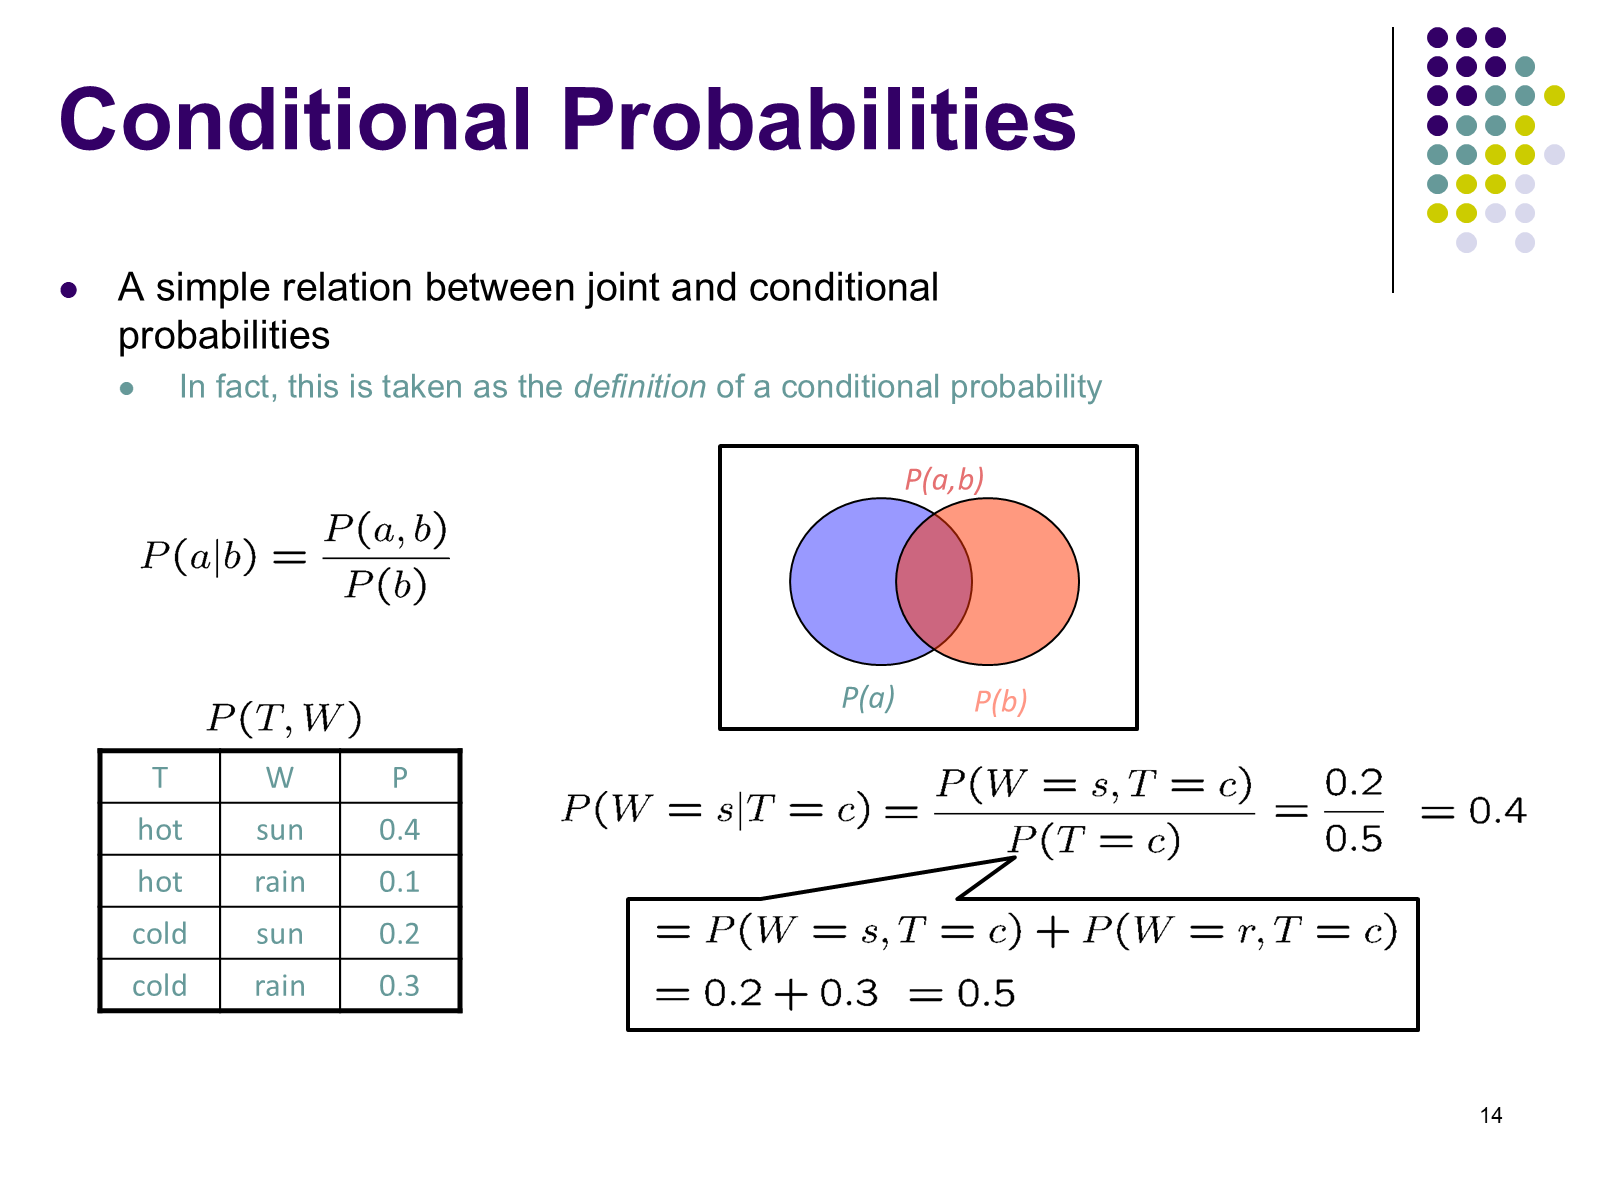 Conditional Probabilities
A simple relation between joint and conditional
probabilities
In fact, this is taken as the definition of a conditional probability
P(a|b) = P(a, b) / P(b)
P(a,b)
P(a)
P(b)
P(T, W)
T W P
hot sun 0.4
hot rain 0.1
cold sun 0.2
cold rain 0.3
P(W = s|T = c) = P(W = s, T = c) / P(T = c) = 0.2 / 0.5 = 0.4
= P(W = s, T = c) + P(W = r, T = c)
= 0.2 + 0.3 = 0.5
14